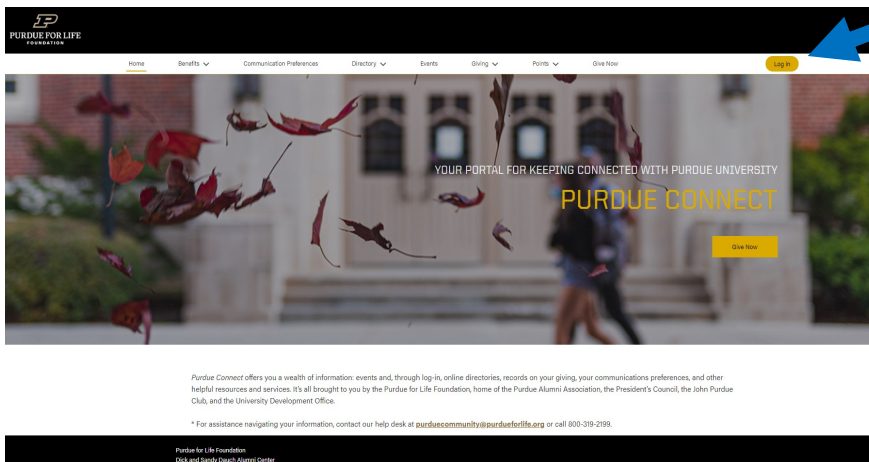 PURDUE FOR LIFE
FOUNDATION
Home Benefits Communication Preferences Directory Events Giving Points Give Now Log In
YOUR PORTAL FOR KEEPING CONNECTED WITH PURDUE UNIVERSITY
PURDUE CONNECT
Give Now
Purdue Connect offers you a wealth of information: events and, through log-in, online directories, records on your giving, your communications preferences, and other
helpful resources and services. It's all brought to you by the Purdue for Life Foundation, home of the Purdue Alumni Association, the President's Council, the John Purdue
Club, and the University Development Office.
* For assistance navigating your information, contact our help desk at purduecommunity@purdueforlife.org or call 800-319-2199.
Purdue for Life Foundation
Dick and Sandy Dauch Alumni Center